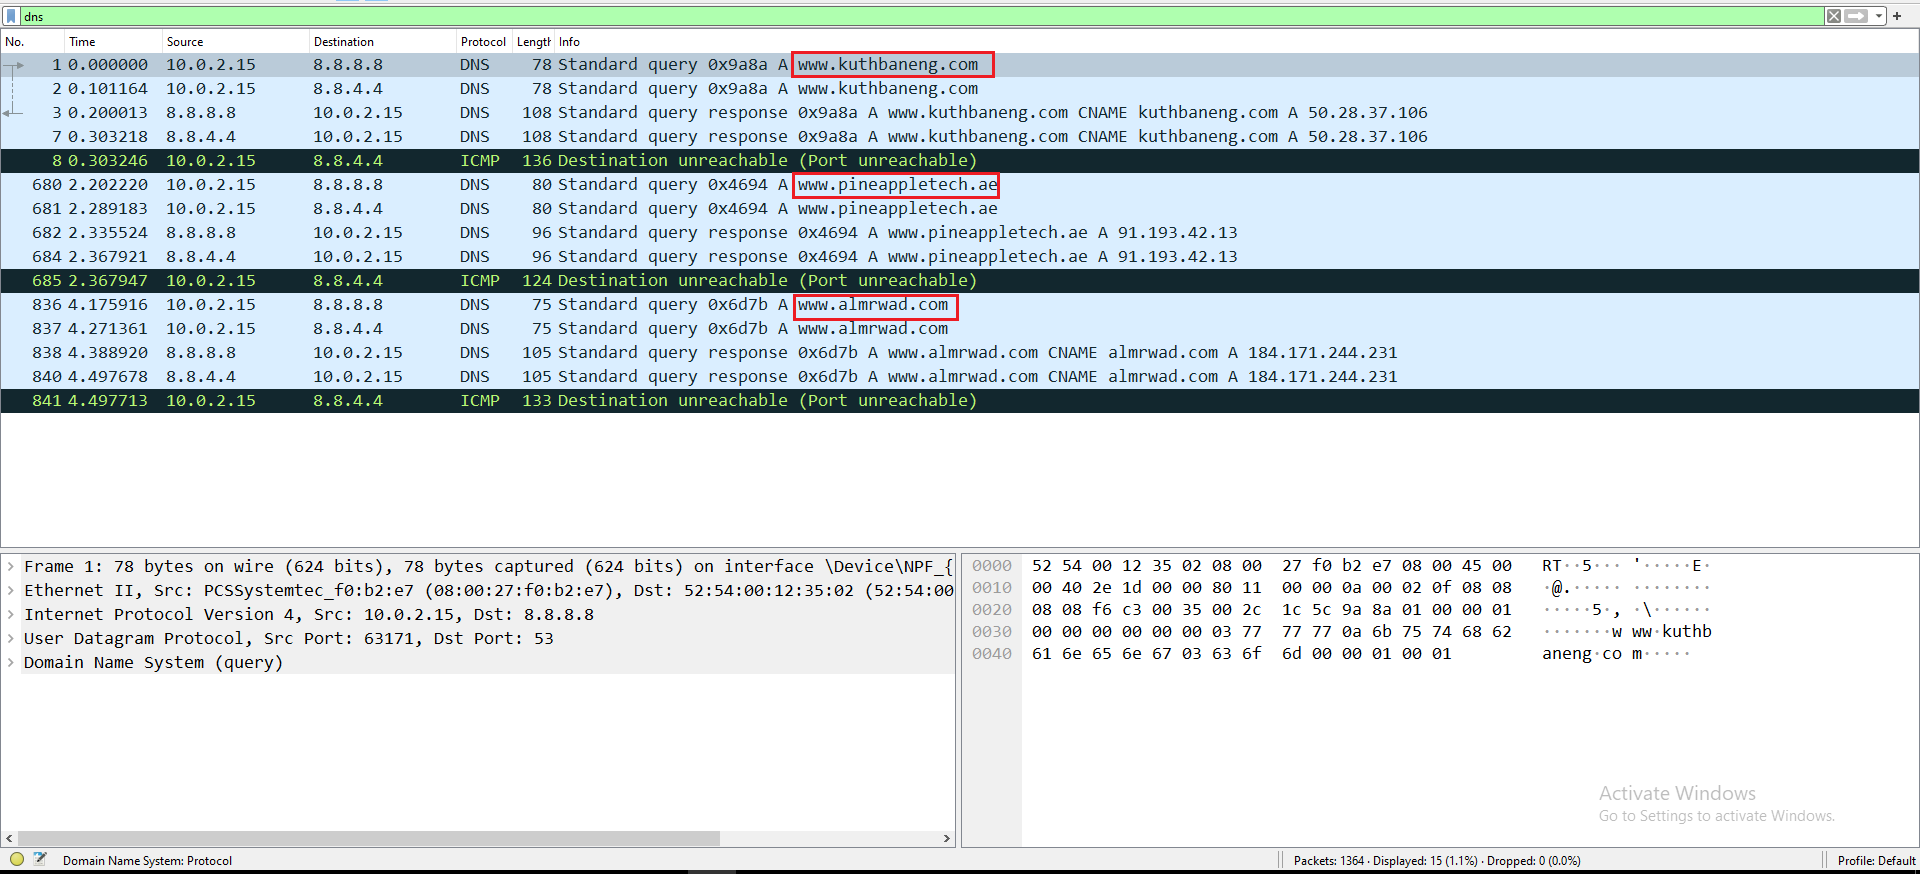 dns
No. Time Source Destination Protocol Length Info
1 0.000000 10.0.2.15 8.8.8.8 DNS 78 Standard query 0x9a8a A www.kuthbaneng.com
2 0.101164 10.0.2.15 8.8.4.4 DNS 78 Standard query 0x9a8a A www.kuthbaneng.com
3 0.200013 8.8.8.8 10.0.2.15 DNS 108 Standard query response 0x9a8a A www.kuthbaneng.com CNAME kuthbaneng.com A 50.28.37.106
7 0.303218 8.8.4.4 10.0.2.15 DNS 108 Standard query response 0x9a8a A www.kuthbaneng.com CNAME kuthbaneng.com A 50.28.37.106
8 0.303246 10.0.2.15 8.8.4.4 ICMP 136 Destination unreachable (Port unreachable)
680 2.202220 10.0.2.15 8.8.8.8 DNS 80 Standard query 0x4694 A www.pineappletech.ae
681 2.289183 10.0.2.15 8.8.4.4 DNS 80 Standard query 0x4694 A www.pineappletech.ae
682 2.335524 8.8.8.8 10.0.2.15 DNS 96 Standard query response 0x4694 A www.pineappletech.ae A 91.193.42.13
684 2.367921 8.8.4.4 10.0.2.15 DNS 96 Standard query response 0x4694 A www.pineappletech.ae A 91.193.42.13
685 2.367947 10.0.2.15 8.8.4.4 ICMP 124 Destination unreachable (Port unreachable)
836 4.175916 10.0.2.15 8.8.8.8 DNS 75 Standard query 0x6d7b A www.almrwad.com
837 4.271361 10.0.2.15 8.8.4.4 DNS 75 Standard query 0x6d7b A www.almrwad.com
838 4.388920 8.8.8.8 10.0.2.15 DNS 105 Standard query response 0x6d7b A www.almrwad.com CNAME almrwad.com A 184.171.244.231
840 4.497678 8.8.4.4 10.0.2.15 DNS 105 Standard query response 0x6d7b A www.almrwad.com CNAME almrwad.com A 184.171.244.231
841 4.497713 10.0.2.15 8.8.4.4 ICMP 133 Destination unreachable (Port unreachable)
Frame 1: 78 bytes on wire (624 bits), 78 bytes captured (624 bits) on interface \Device\NPF_{
Ethernet II, Src: PCSSystemtec_f0:b2:e7 (08:00:27:f0:b2:e7), Dst: 52:54:00:12:35:02 (52:54:00
Internet Protocol Version 4, Src: 10.0.2.15, Dst: 8.8.8.8
User Datagram Protocol, Src Port: 63171, Dst Port: 53
Domain Name System (query)
0000 52 54 00 12 35 02 08 00 27 f0 b2 e7 08 00 45 00 RT··5··· '·····E·
0010 00 40 2e 1d 00 00 80 11 00 00 0a 00 02 0f 08 08 ·@.····· ········
0020 08 08 f6 c3 00 35 00 2c 1c 5c 9a 8a 01 00 00 01 ·····5·, ·\······
0030 00 00 00 00 00 00 03 77 77 77 0a 6b 75 74 68 62 ·······w ww·kuthb
0040 61 6e 65 6e 67 03 63 6f 6d 00 00 01 00 01 aneng·co m·····
Activate Windows
Go to Settings to activate Windows.
Domain Name System: Protocol
Packets: 1364 · Displayed: 15 (1.1%) · Dropped: 0 (0.0%)
Profile: Default